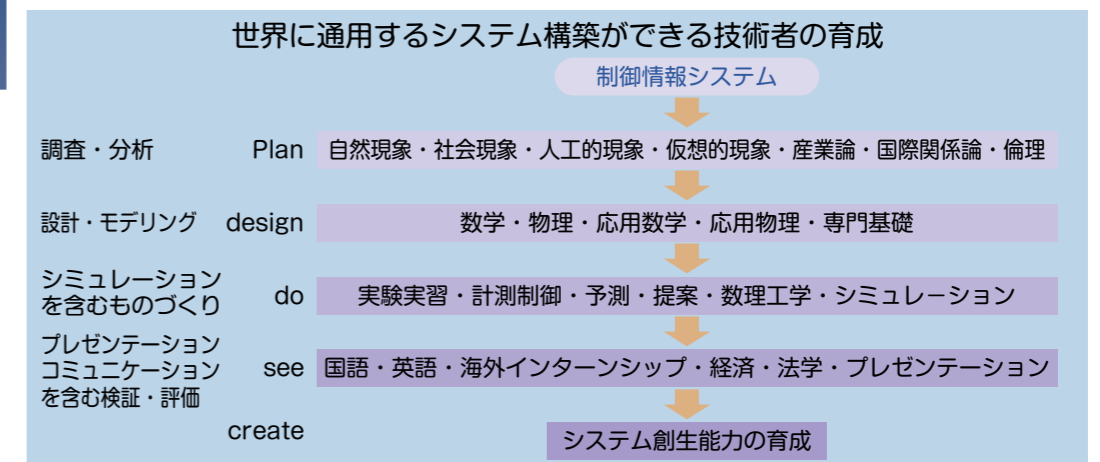 世界に通用するシステム構築ができる技術者の育成
制御情報システム
調査・分析 Plan 自然現象・社会現象・人工的現象・仮想的現象・産業論・国際関係論・倫理
設計・モデリング design 数学・物理・応用数学・応用物理・専門基礎
シミュレーション
を含むものづくり
do 実験実習・計測制御・予測・提案・数理工学・シミュレーション
プレゼンテーション
コミュニケーション
を含む検証・評価
see 国語・英語・海外インターンシップ・経済・法学・プレゼンテーション
create システム創生能力の育成